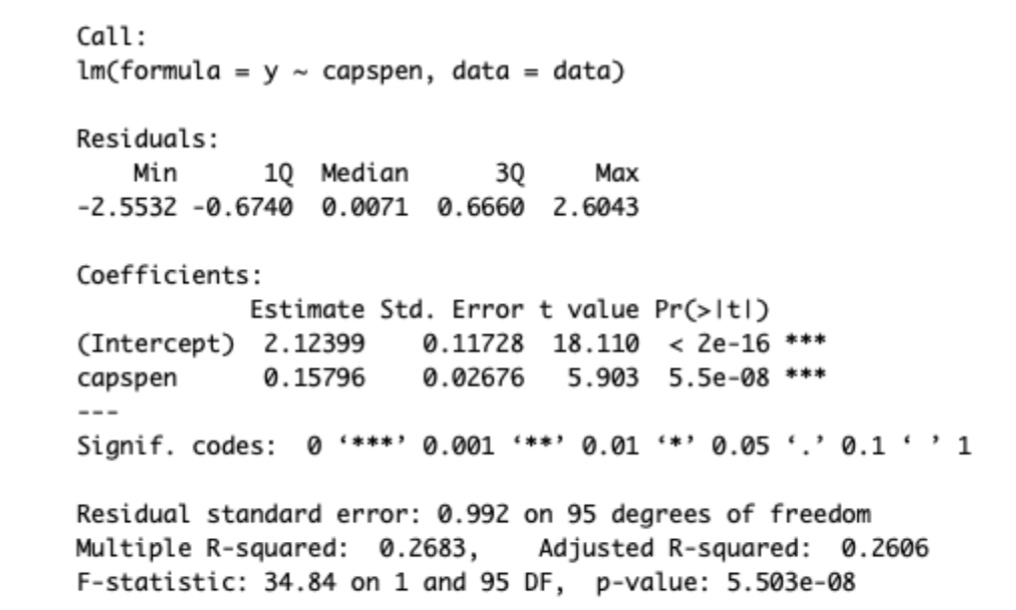 Call:
lm(formula = y ~ capspen, data = data)
Residuals:
    Min      1Q  Median      3Q     Max
-2.5532 -0.6740  0.0071  0.6660  2.6043
Coefficients:
            Estimate Std. Error t value Pr(>|t|)
(Intercept)  2.12399    0.11728  18.110  < 2e-16 ***
capspen      0.15796    0.02676   5.903  5.5e-08 ***
---
Signif. codes:  0 ‘***’ 0.001 ‘**’ 0.01 ‘*’ 0.05 ‘.’ 0.1 ‘ ’ 1
Residual standard error: 0.992 on 95 degrees of freedom
Multiple R-squared:  0.2683,    Adjusted R-squared:  0.2606
F-statistic: 34.84 on 1 and 95 DF,  p-value: 5.503e-08